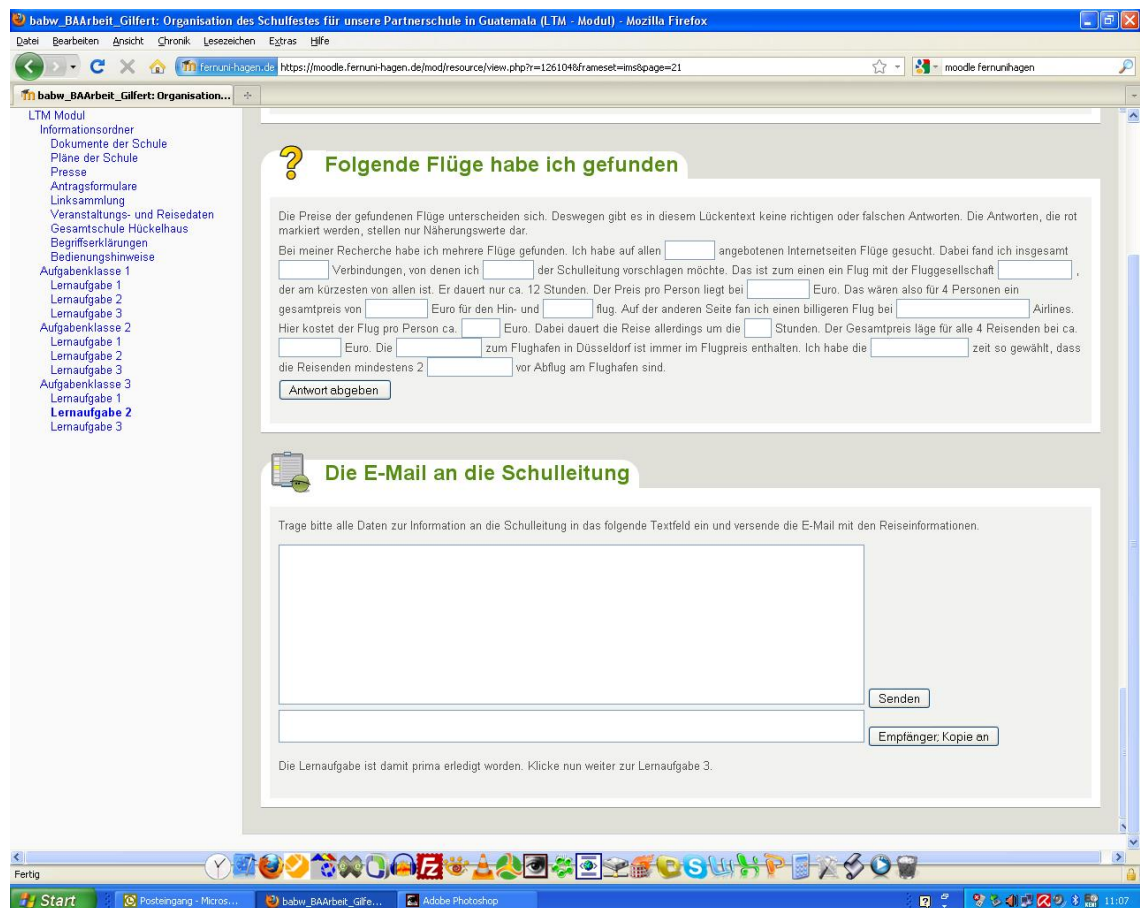 babw_BAArbeit_Gilfert: Organisation des Schulfestes für unsere Partnerschule in Guatemala (LTM - Modul) - Mozilla Firefox
Datei Bearbeiten Ansicht Chronik Lesezeichen Extras Hilfe
fernuni-hagen.de https://moodle.fernuni-hagen.de/mod/resource/view.php?r=126104&frameset=ims&page=21
moodle fernunihagen
babw_BAArbeit_Gilfert: Organisation...
LTM Modul
Informationsordner
Dokumente der Schule
Pläne der Schule
Presse
Antragsformulare
Linksammlung
Veranstaltungs- und Reisedaten
Gesamtschule Hückelhaus
Begriffserklärungen
Bedienungshinweise
Aufgabenklasse 1
Lernaufgabe 1
Lernaufgabe 2
Lernaufgabe 3
Aufgabenklasse 2
Lernaufgabe 1
Lernaufgabe 2
Lernaufgabe 3
Aufgabenklasse 3
Lernaufgabe 1
Lernaufgabe 2
Lernaufgabe 3
Folgende Flüge habe ich gefunden
Die Preise der gefundenen Flüge unterscheiden sich. Deswegen gibt es in diesem Lückentext keine richtigen oder falschen Antworten. Die Antworten, die rot
markiert werden, stellen nur Näherungswerte dar.
Bei meiner Recherche habe ich mehrere Flüge gefunden. Ich habe auf allen angebotenen Internetseiten Flüge gesucht. Dabei fand ich insgesamt
Verbindungen, von denen ich der Schulleitung vorschlagen möchte. Das ist zum einen ein Flug mit der Fluggesellschaft ,
der am kürzesten von allen ist. Er dauert nur ca. 12 Stunden. Der Preis pro Person liegt bei Euro. Das wären also für 4 Personen ein
gesamtpreis von Euro für den Hin- und flug. Auf der anderen Seite fan ich einen billigeren Flug bei Airlines.
Hier kostet der Flug pro Person ca. Euro. Dabei dauert die Reise allerdings um die Stunden. Der Gesamtpreis läge für alle 4 Reisenden bei ca.
Euro. Die zum Flughafen in Düsseldorf ist immer im Flugpreis enthalten. Ich habe die zeit so gewählt, dass
die Reisenden mindestens 2 vor Abflug am Flughafen sind.
Antwort abgeben
Die E-Mail an die Schulleitung
Trage bitte alle Daten zur Information an die Schulleitung in das folgende Textfeld ein und versende die E-Mail mit den Reiseinformationen.
Senden
Empfänger; Kopie an
Die Lernaufgabe ist damit prima erledigt worden. Klicke nun weiter zur Lernaufgabe 3.
Fertig
Start
Posteingang - Micros...
babw_BAArbeit_Gilfe...
Adobe Photoshop
11:07